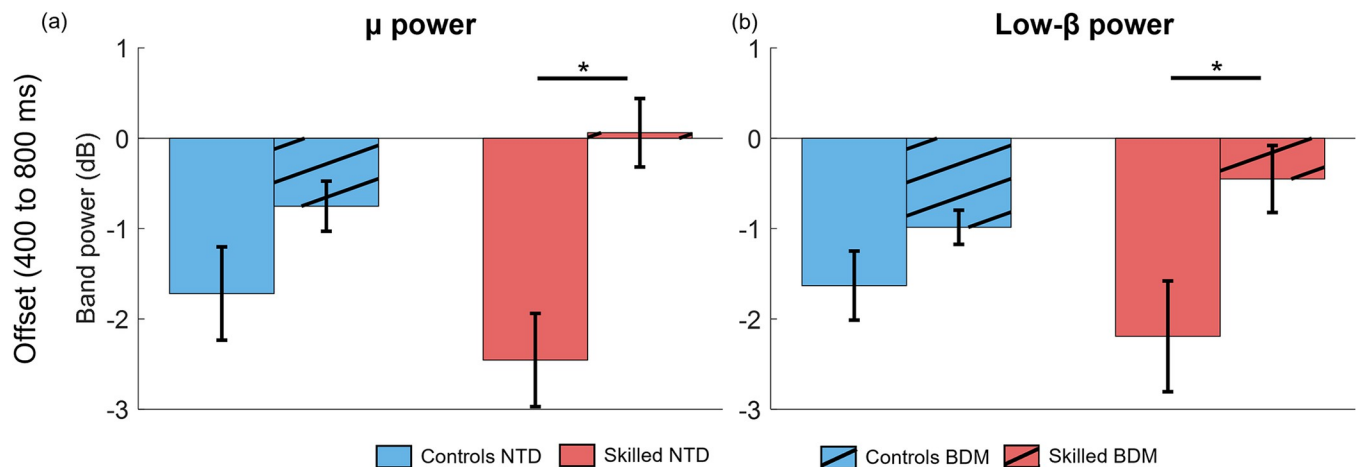 (a)
μ power
Offset (400 to 800 ms)
Band power (dB)
1
0
-1
-2
-3
*
(b)
Low-β power
1
0
-1
-2
-3
*
Controls NTD
Skilled NTD
Controls BDM
Skilled BDM